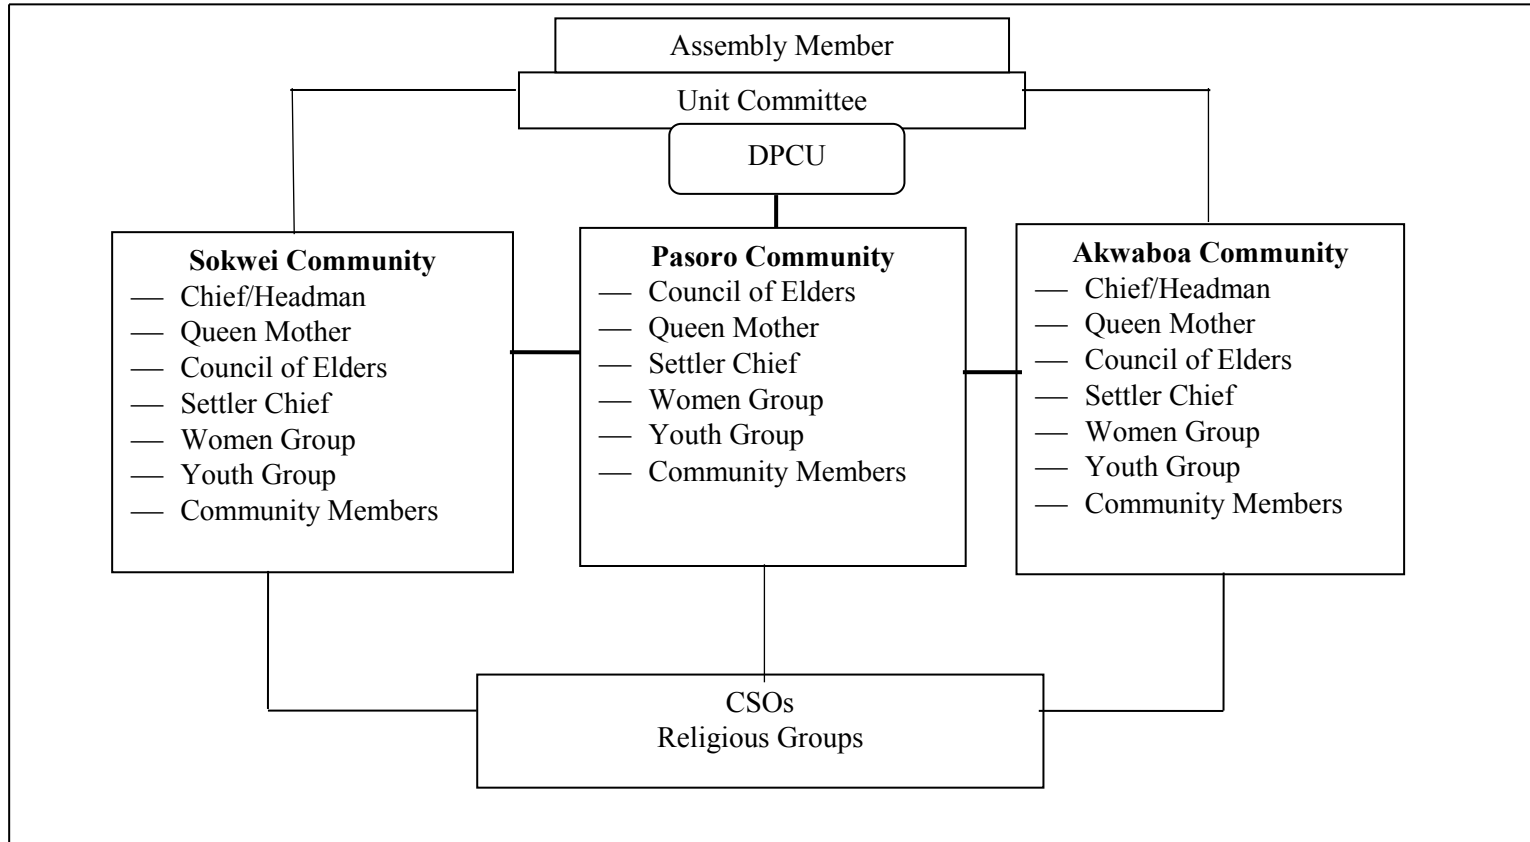 Assembly Member
Unit Committee
DPCU
Sokwei Community
— Chief/Headman
— Queen Mother
— Council of Elders
— Settler Chief
— Women Group
— Youth Group
— Community Members
Pasoro Community
— Council of Elders
— Queen Mother
— Settler Chief
— Women Group
— Youth Group
— Community Members
Akwaboa Community
— Chief/Headman
— Queen Mother
— Council of Elders
— Settler Chief
— Women Group
— Youth Group
— Community Members
CSOs
Religious Groups